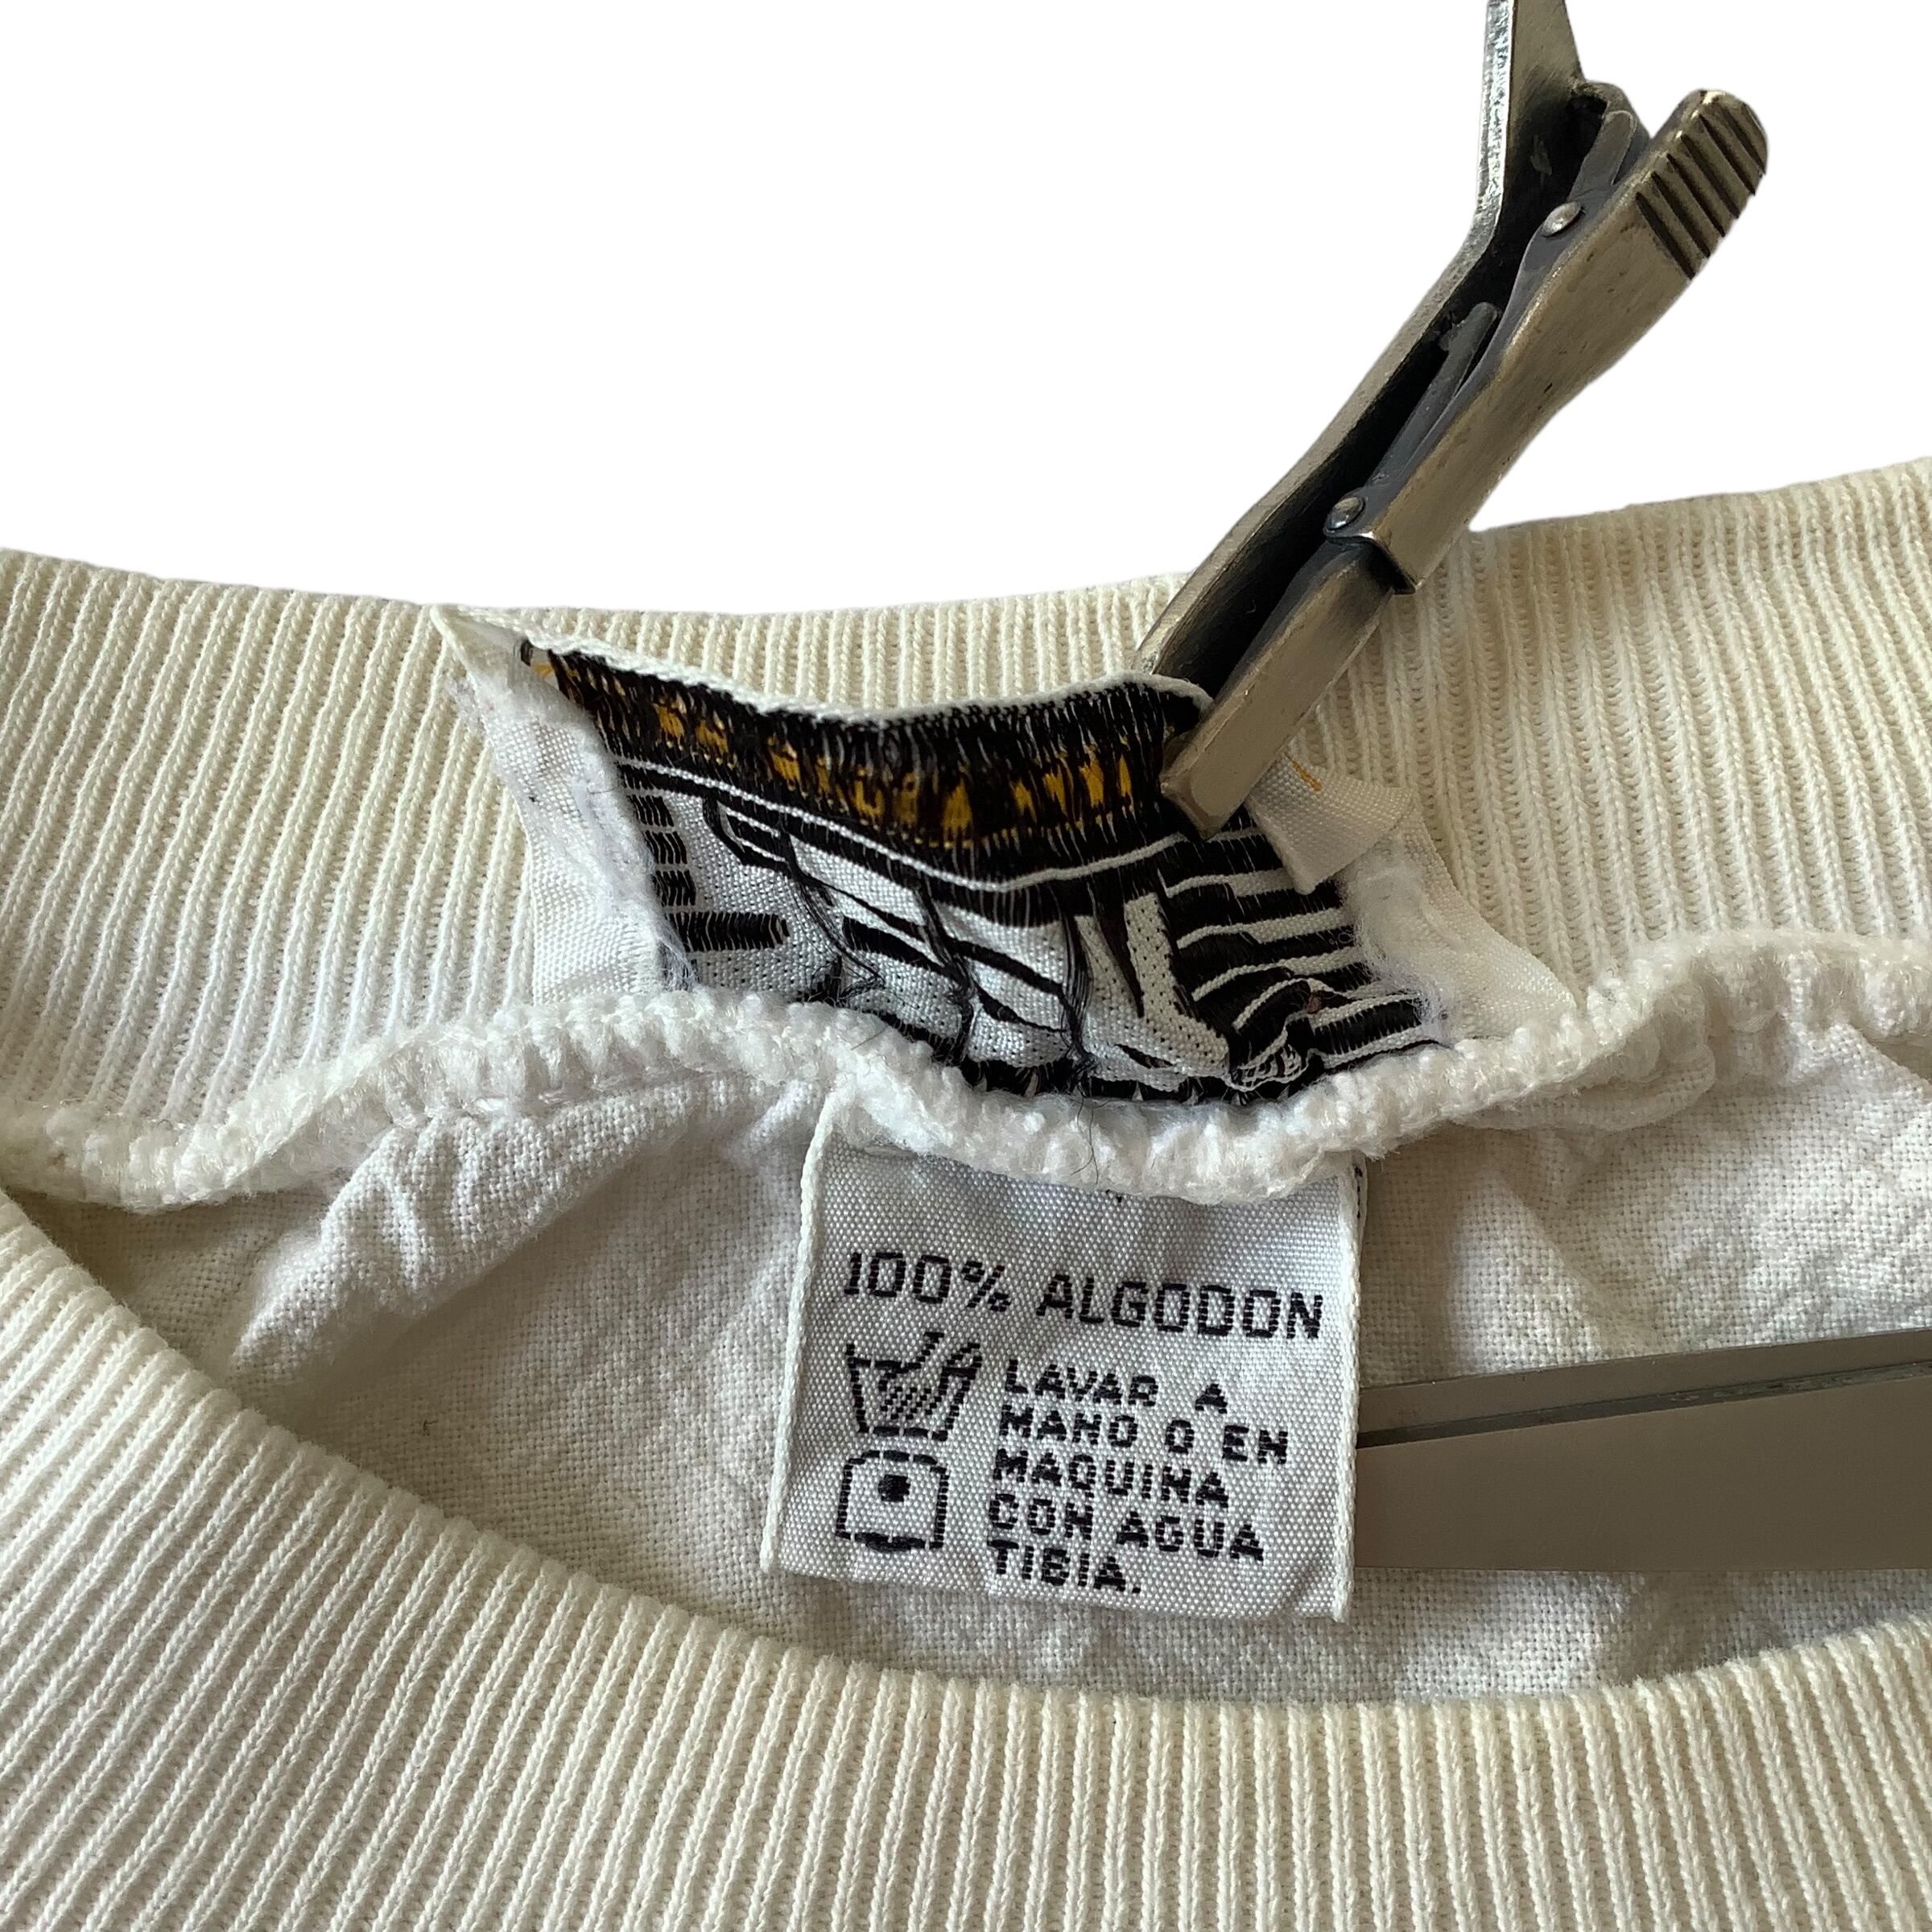 100% ALGODON
LAVAR A
MANO O EN
MAQUINA
CON AGUA
TIBIA.